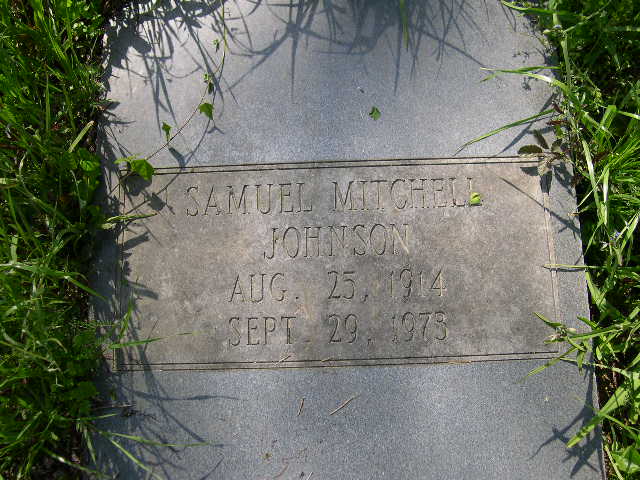 SAMUEL MITCHELL
JOHNSON
AUG. 25, 1914
SEPT. 29, 1973